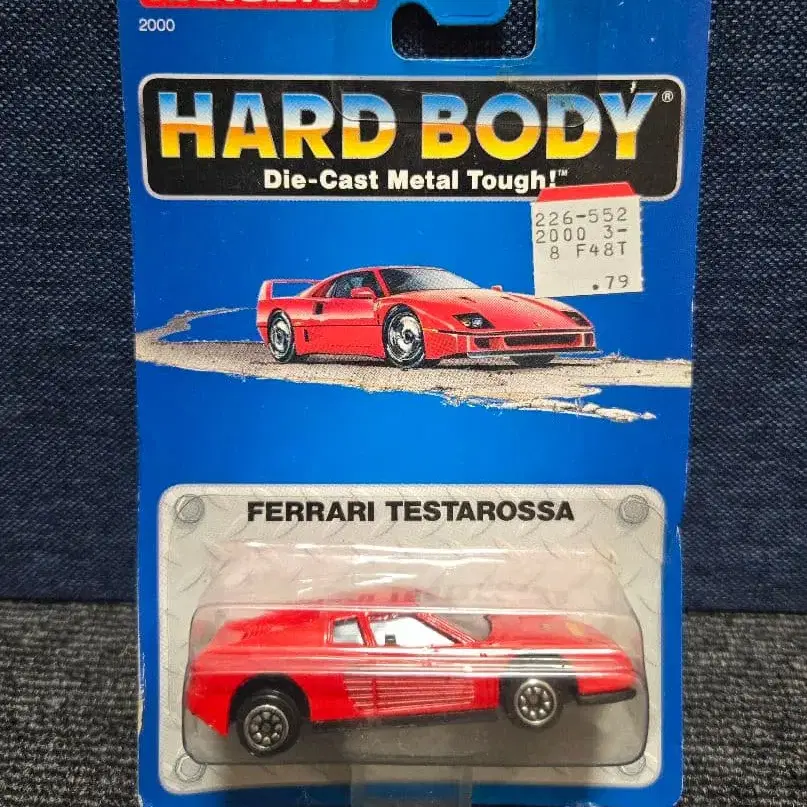 2000
HARD BODY®
Die-Cast Metal Tough!™
226-552
2000 3-
8 F48T
.79
FERRARI TESTAROSSA